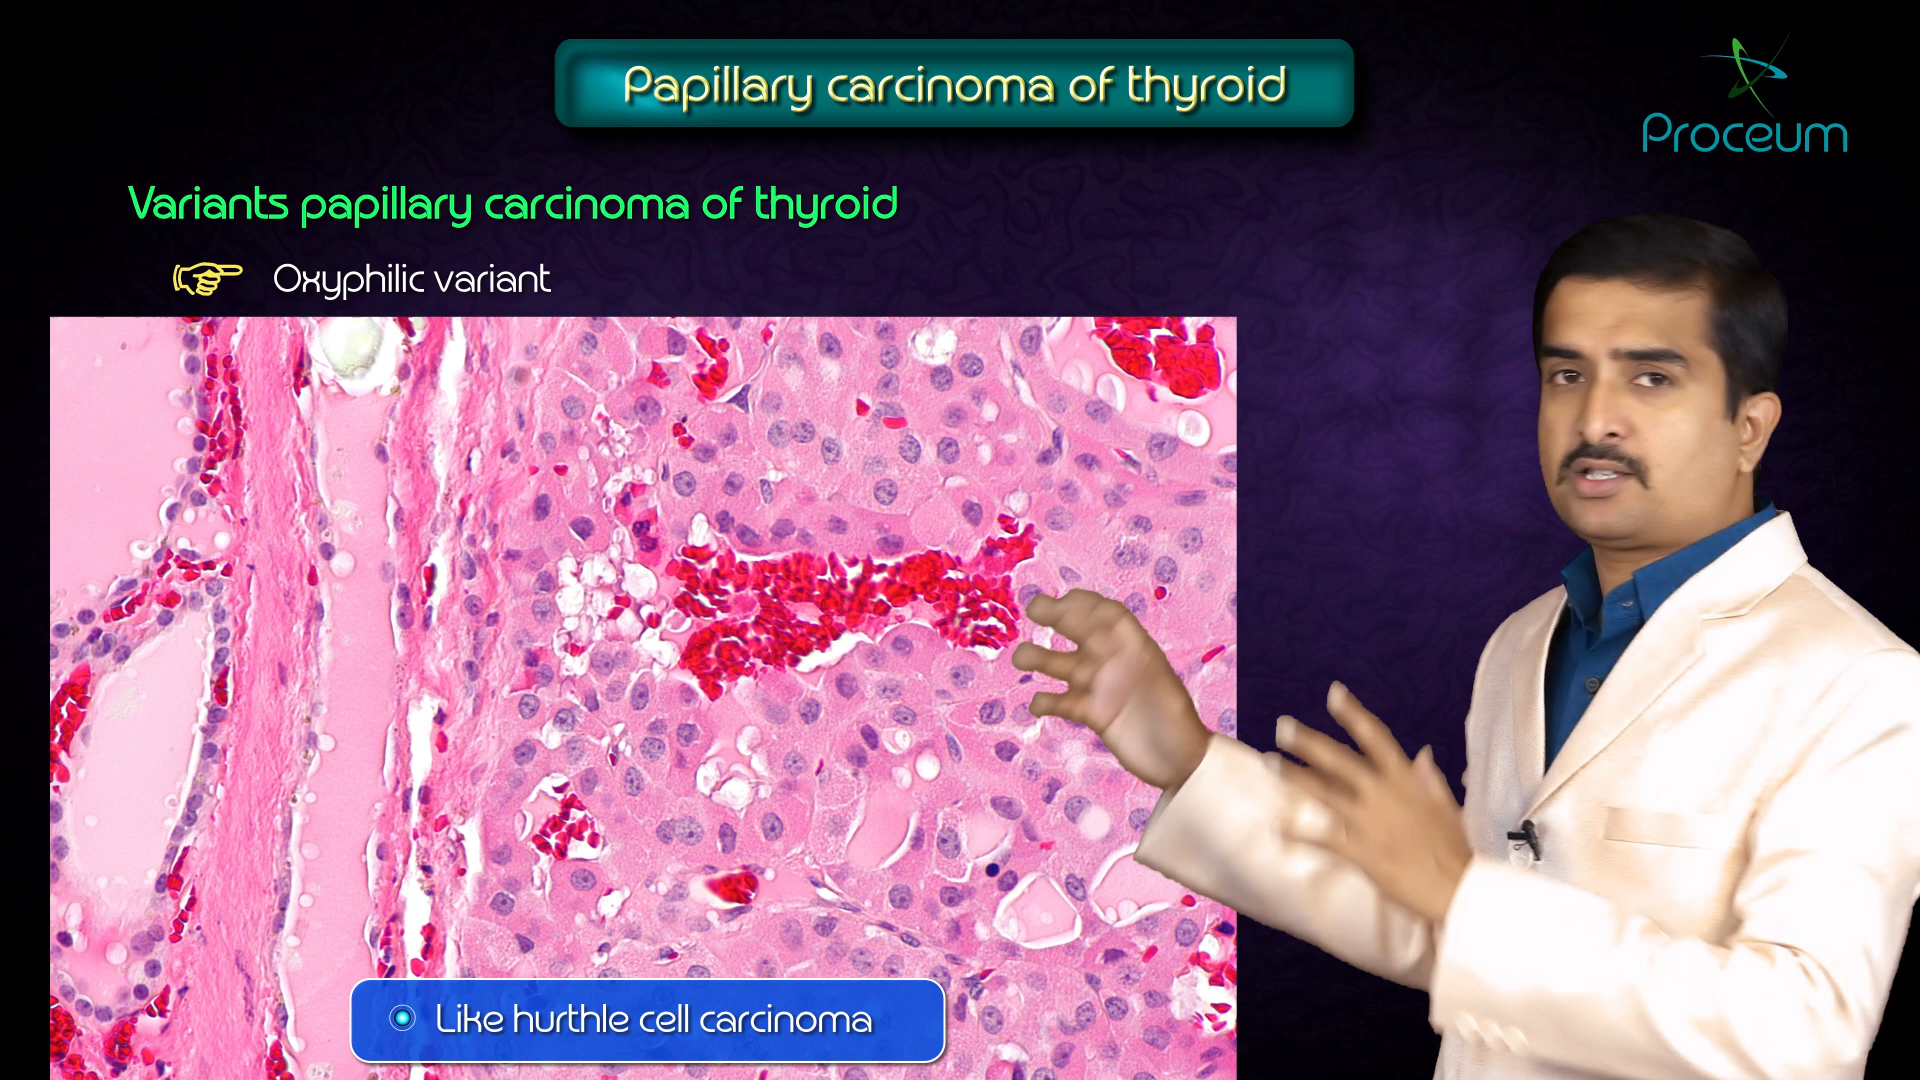 Papillary carcinoma of thyroid
Proceum
Variants papillary carcinoma of thyroid
Oxyphilic variant
Like hurthle cell carcinoma